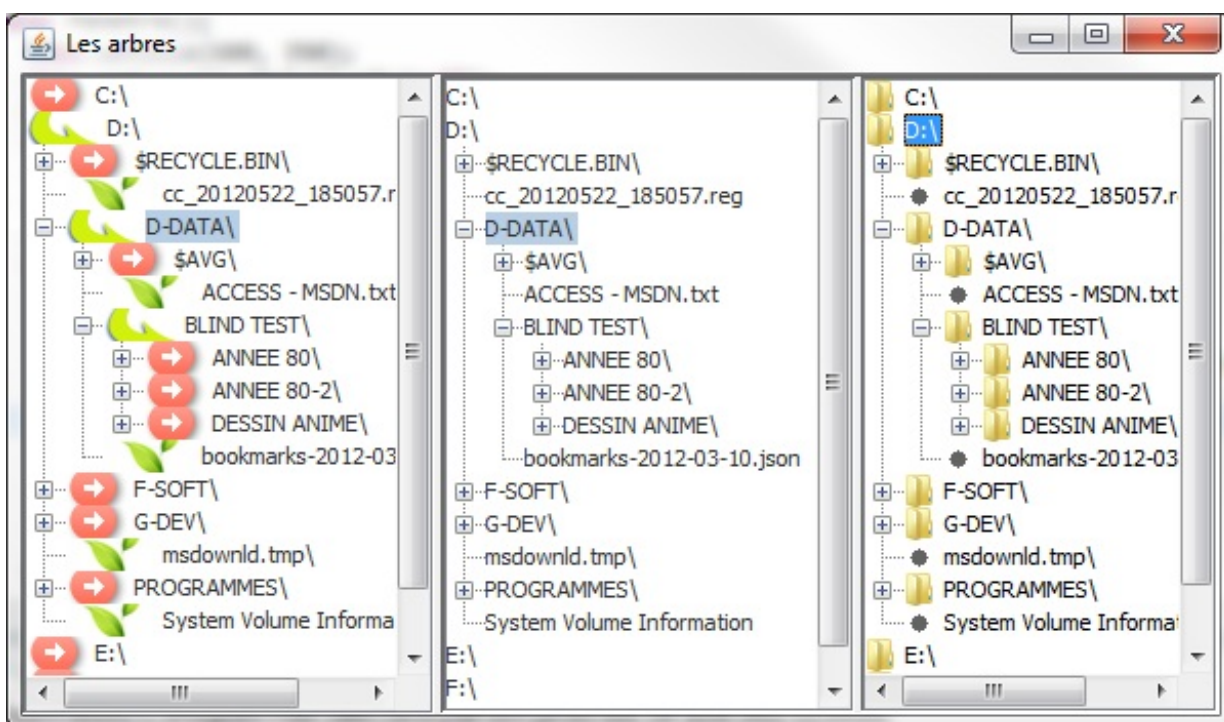 Les arbres
C:\
D:\
$RECYCLE.BIN\
cc_20120522_185057.r
D-DATA\
$AVG\
ACCESS - MSDN.txt
BLIND TEST\
ANNEE 80\
ANNEE 80-2\
DESSIN ANIME\
bookmarks-2012-03
F-SOFT\
G-DEV\
msdownld.tmp\
PROGRAMMES\
System Volume Informa
E:\
C:\
D:\
$RECYCLE.BIN\
cc_20120522_185057.reg
D-DATA\
$AVG\
ACCESS - MSDN.txt
BLIND TEST\
ANNEE 80\
ANNEE 80-2\
DESSIN ANIME\
bookmarks-2012-03-10.json
F-SOFT\
G-DEV\
msdownld.tmp\
PROGRAMMES\
System Volume Information
E:\
F:\
C:\
D:\
$RECYCLE.BIN\
cc_20120522_185057.r
D-DATA\
$AVG\
ACCESS - MSDN.txt
BLIND TEST\
ANNEE 80\
ANNEE 80-2\
DESSIN ANIME\
bookmarks-2012-03
F-SOFT\
G-DEV\
msdownld.tmp\
PROGRAMMES\
System Volume Informa
E:\